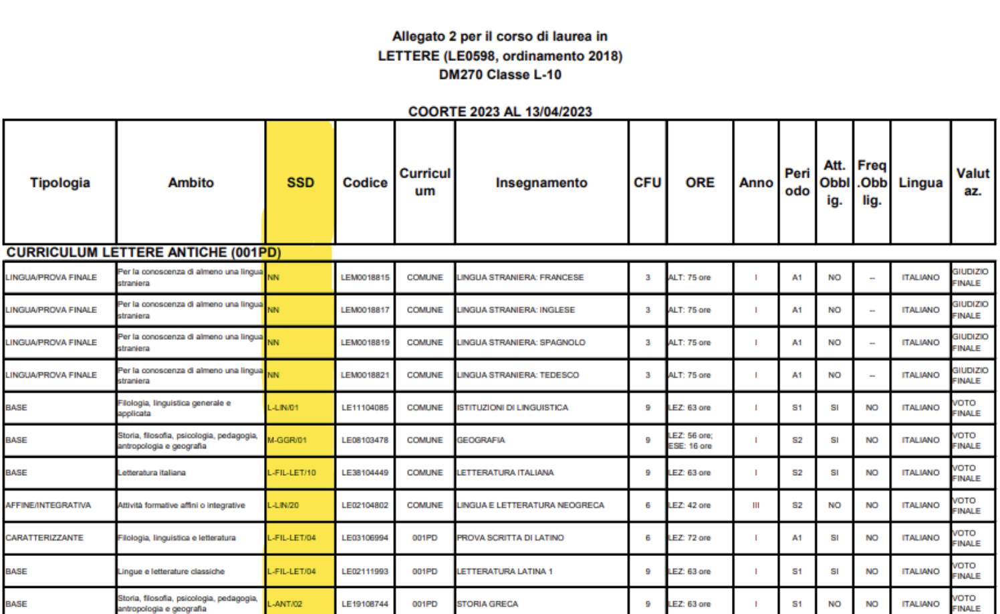 Allegato 2 per il corso di laurea in
LETTERE (LE0598, ordinamento 2018)
DM270 Classe L-10
COORTE 2023 AL 13/04/2023
Tipologia Ambito SSD Codice Curricul um Insegnamento CFU ORE Anno Peri odo Att. Obbl ig. Freq .Obb lig. Lingua Valut az.
CURRICULUM LETTERE ANTICHE (001PD)
LINGUA/PROVA FINALE Per la conoscenza di almeno una lingua straniera NN LEM0018815 COMUNE LINGUA STRANIERA: FRANCESE 3 ALT: 75 ore I A1 NO -- ITALIANO GIUDIZIO FINALE
LINGUA/PROVA FINALE Per la conoscenza di almeno una lingua straniera NN LEM0018817 COMUNE LINGUA STRANIERA: INGLESE 3 ALT: 75 ore I A1 NO -- ITALIANO GIUDIZIO FINALE
LINGUA/PROVA FINALE Per la conoscenza di almeno una lingua straniera NN LEM0018819 COMUNE LINGUA STRANIERA: SPAGNOLO 3 ALT: 75 ore I A1 NO -- ITALIANO GIUDIZIO FINALE
LINGUA/PROVA FINALE Per la conoscenza di almeno una lingua straniera NN LEM0018821 COMUNE LINGUA STRANIERA: TEDESCO 3 ALT: 75 ore I A1 NO -- ITALIANO GIUDIZIO FINALE
BASE Filologia, linguistica generale e applicata L-LIN/01 LE11104085 COMUNE ISTITUZIONI DI LINGUISTICA 9 LEZ: 63 ore I S1 SI NO ITALIANO VOTO FINALE
BASE Storia, filosofia, psicologia, pedagogia, antropologia e geografia M-GGR/01 LE08103478 COMUNE GEOGRAFIA 9 LEZ: 56 ore; ESE: 16 ore I S2 SI NO ITALIANO VOTO FINALE
BASE Letteratura italiana L-FIL-LET/10 LE38104449 COMUNE LETTERATURA ITALIANA 9 LEZ: 63 ore I S2 SI NO ITALIANO VOTO FINALE
AFFINE/INTEGRATIVA Attività formative affini o integrative L-LIN/20 LE02104802 COMUNE LINGUA E LETTERATURA NEOGRECA 6 LEZ: 42 ore III S2 NO NO ITALIANO VOTO FINALE
CARATTERIZZANTE Filologia, linguistica e letteratura L-FIL-LET/04 LE03106994 001PD PROVA SCRITTA DI LATINO 6 LEZ: 72 ore I A1 SI NO ITALIANO VOTO FINALE
BASE Lingue e letterature classiche L-FIL-LET/04 LE02111993 001PD LETTERATURA LATINA 1 9 LEZ: 63 ore I S1 SI NO ITALIANO VOTO FINALE
BASE Storia, filosofia, psicologia, pedagogia, antropologia e geografia L-ANT/02 LE19108744 001PD STORIA GRECA 9 LEZ: 63 ore I S1 NO NO ITALIANO VOTO FINALE